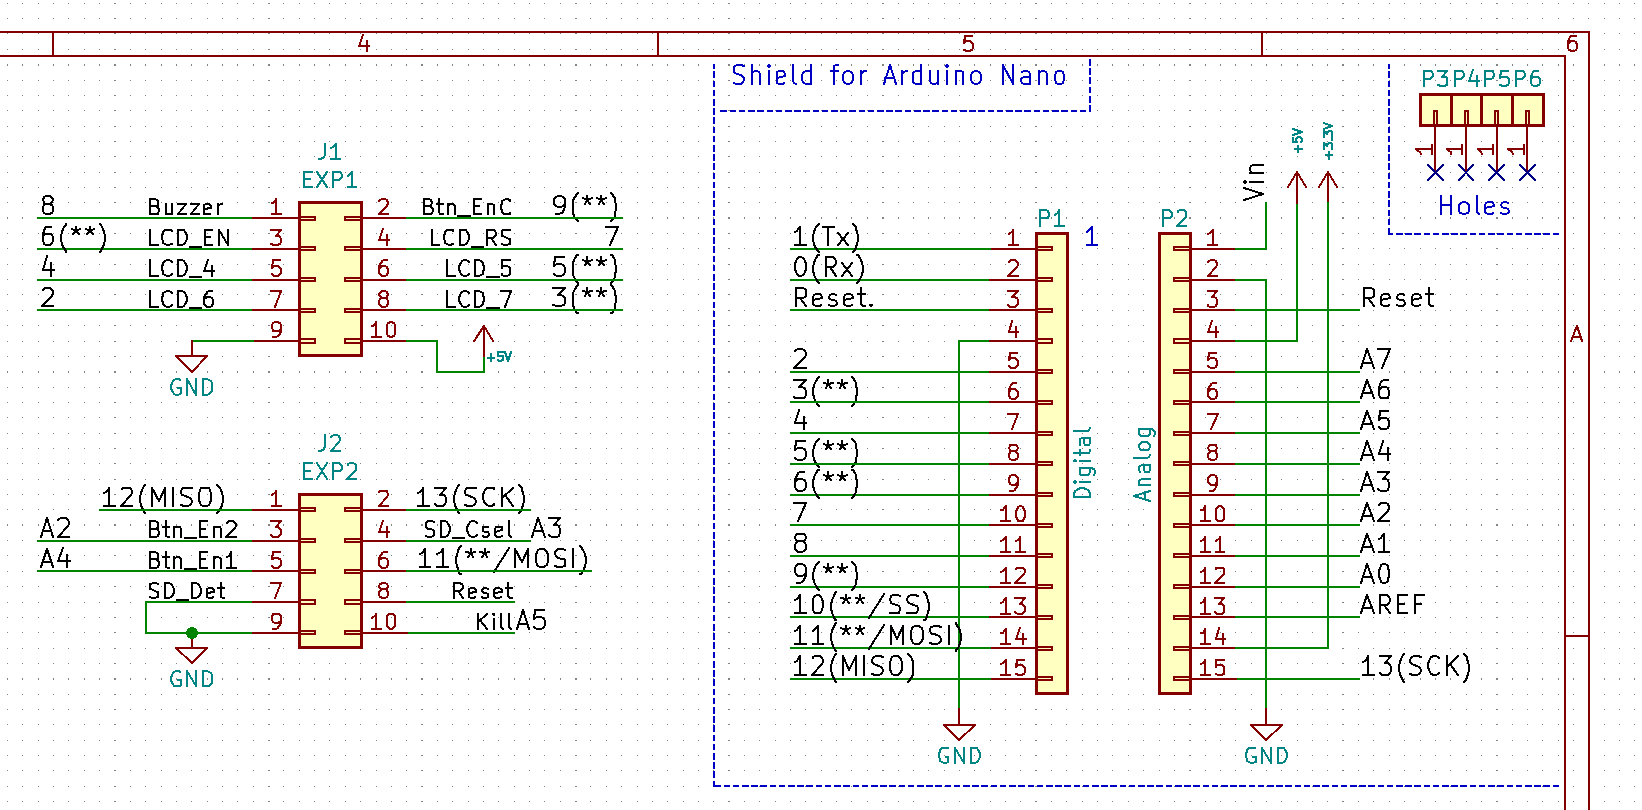 4 5 6
Shield for Arduino Nano
P3P4P5P6
1 1 1 1
Holes
A
J1
EXP1
8 Buzzer 1 2 Btn_EnC 9(**)
6(**) LCD_EN 3 4 LCD_RS 7
4 LCD_4 5 6 LCD_5 5(**)
2 LCD_6 7 8 LCD_7 3(**)
9 10
+5V
GND
J2
EXP2
12(MISO) 1 2 13(SCK)
A2 Btn_En2 3 4 SD_Csel A3
A4 Btn_En1 5 6 11(**/MOSI)
SD_Det 7 8 Reset
9 10 KillA5
GND
P1 1
1(Tx) 1
0(Rx) 2
Reset. 3
4
2 5
3(**) 6
4 7
5(**) 8
6(**) 9
7 10
8 11
9(**) 12
10(**/SS) 13
11(**/MOSI) 14
12(MISO) 15
Digital
GND
Vin
+5V
+3.3V
P2
1
2
3 Reset
4
5 A7
6 A6
7 A5
8 A4
9 A3
10 A2
11 A1
12 A0
13 AREF
14
15 13(SCK)
Analog
GND